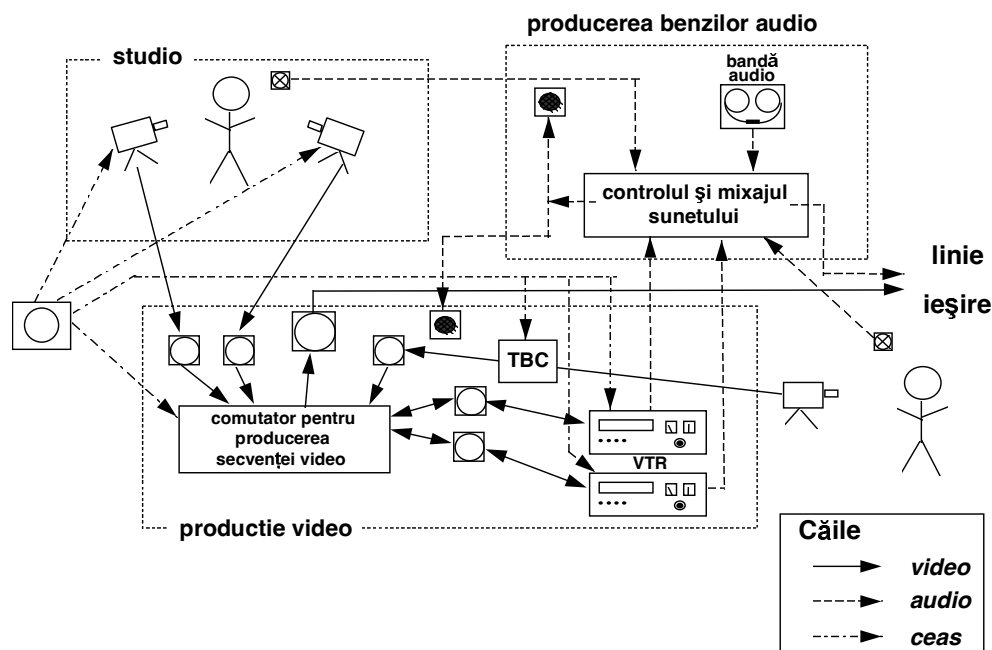 producerea benzilor audio
studio
bandă
audio
controlul şi mixajul
sunetului
linie
ieşire
TBC
comutator pentru
producerea
secvenţei video
VTR
productie video
Căile
video
audio
ceas